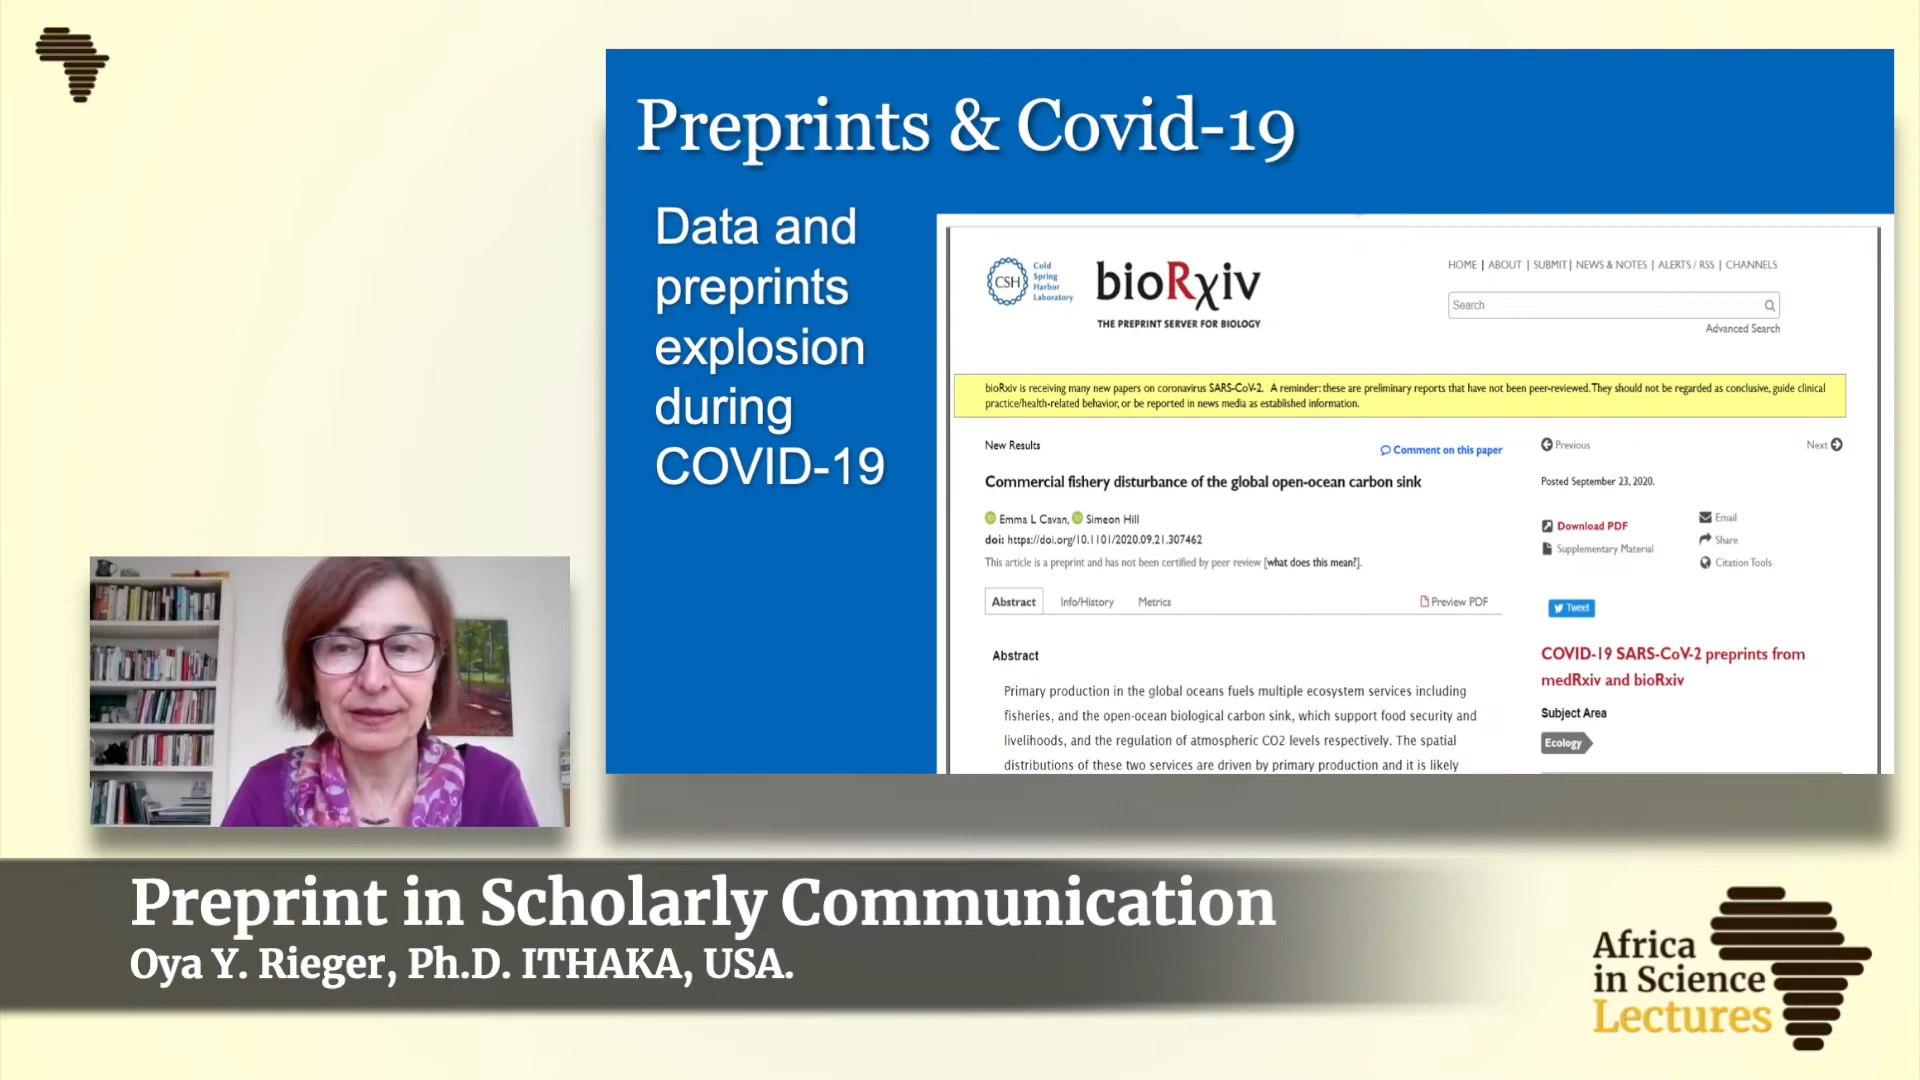 Preprints & Covid-19
Data and
preprints
explosion
during
COVID-19
CSH
Cold
Spring
Harbor
Laboratory
bioRxiv
THE PREPRINT SERVER FOR BIOLOGY
HOME | ABOUT | SUBMIT | NEWS & NOTES | ALERTS / RSS | CHANNELS
Search
Advanced Search
bioRxiv is receiving many new papers on coronavirus SARS-CoV-2. A reminder: these are preliminary reports that have not been peer-reviewed. They should not be regarded as conclusive, guide clinical
practice/health-related behavior, or be reported in news media as established information.
New Results
Comment on this paper
Previous
Next
Commercial fishery disturbance of the global open-ocean carbon sink
Posted September 23, 2020.
Emma L Cavan, Simeon Hill
doi: https://doi.org/10.1101/2020.09.21.307462
This article is a preprint and has not been certified by peer review [what does this mean?].
Download PDF
Supplementary Material
Email
Share
Citation Tools
Abstract
Info/History
Metrics
Preview PDF
Tweet
Abstract
Primary production in the global oceans fuels multiple ecosystem services including
fisheries, and the open-ocean biological carbon sink, which support food security and
livelihoods, and the regulation of atmospheric CO2 levels respectively. The spatial
distributions of these two services are driven by primary production and it is likely
COVID-19 SARS-CoV-2 preprints from
medRxiv and bioRxiv
Subject Area
Ecology
Preprint in Scholarly Communication
Oya Y. Rieger, Ph.D. ITHAKA, USA.
Africa
in Science
Lectures